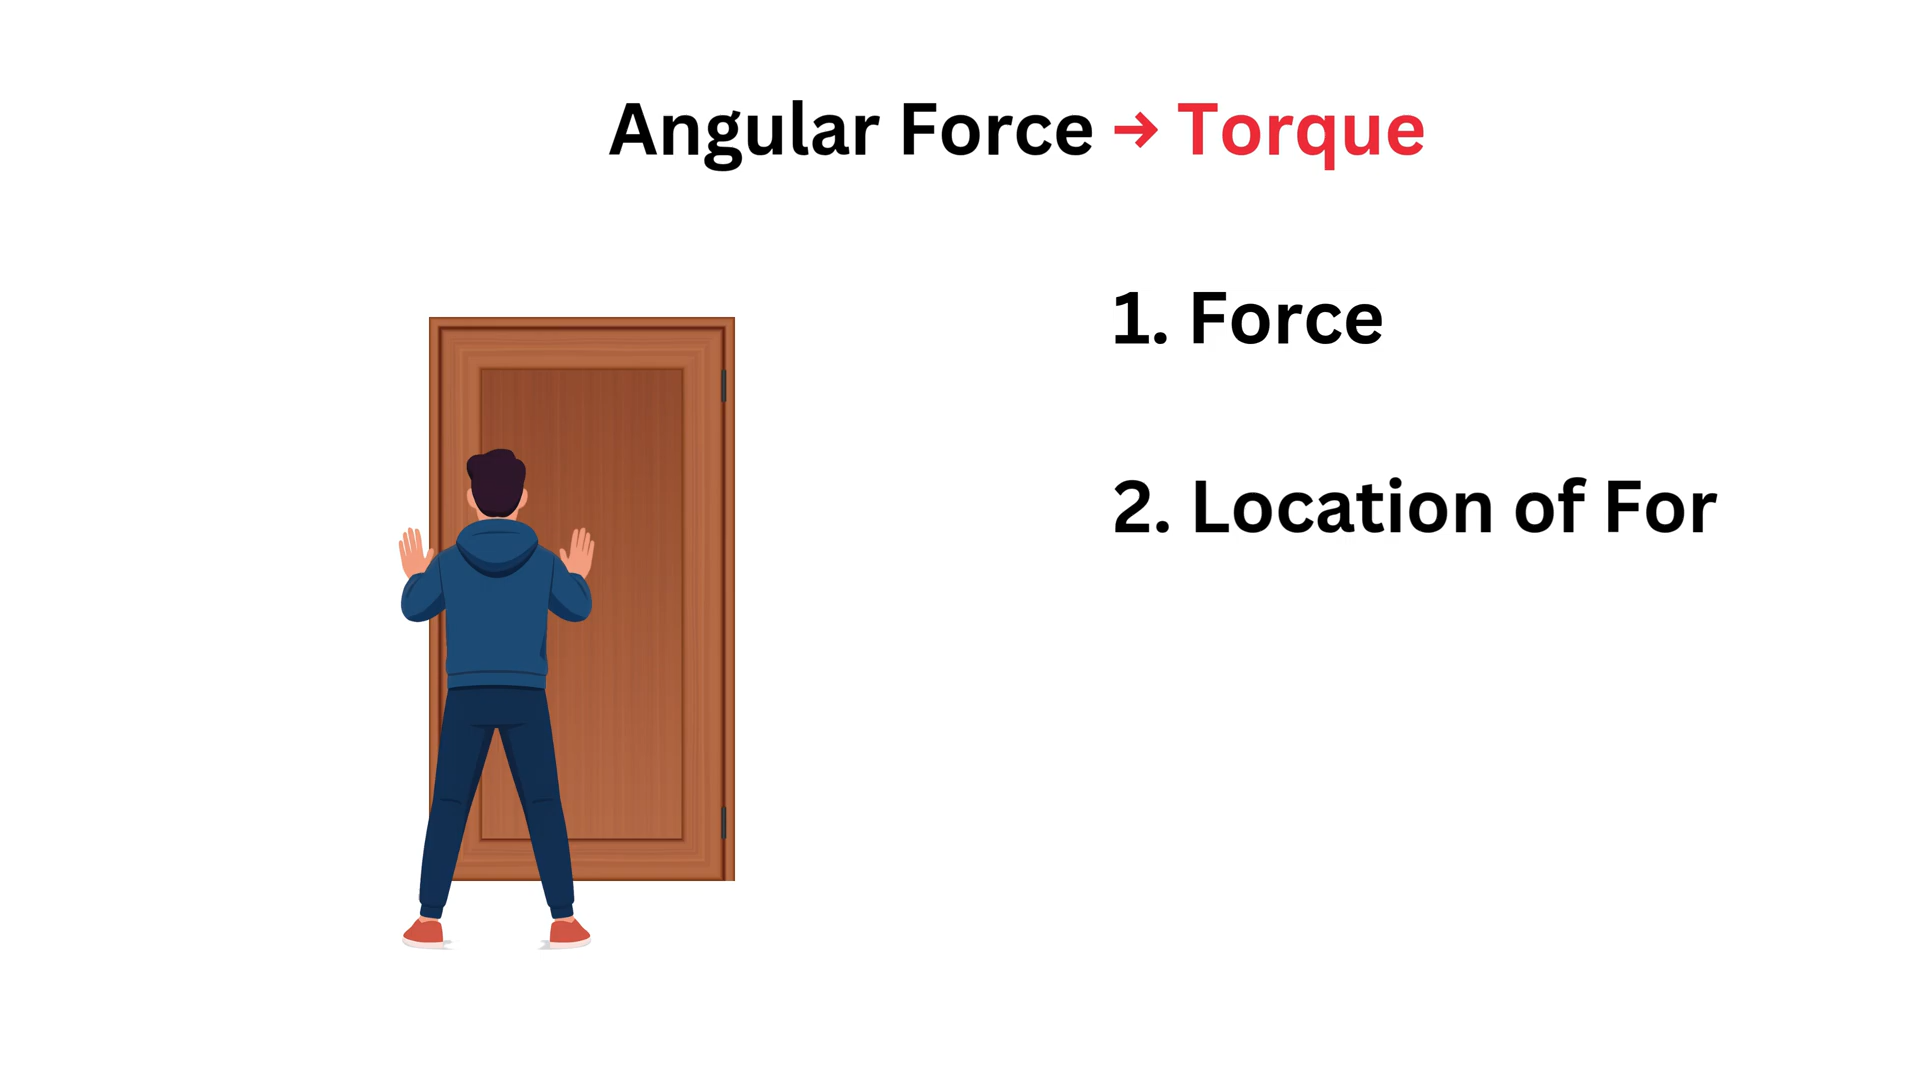 Angular Force → Torque
1. Force
2. Location of For